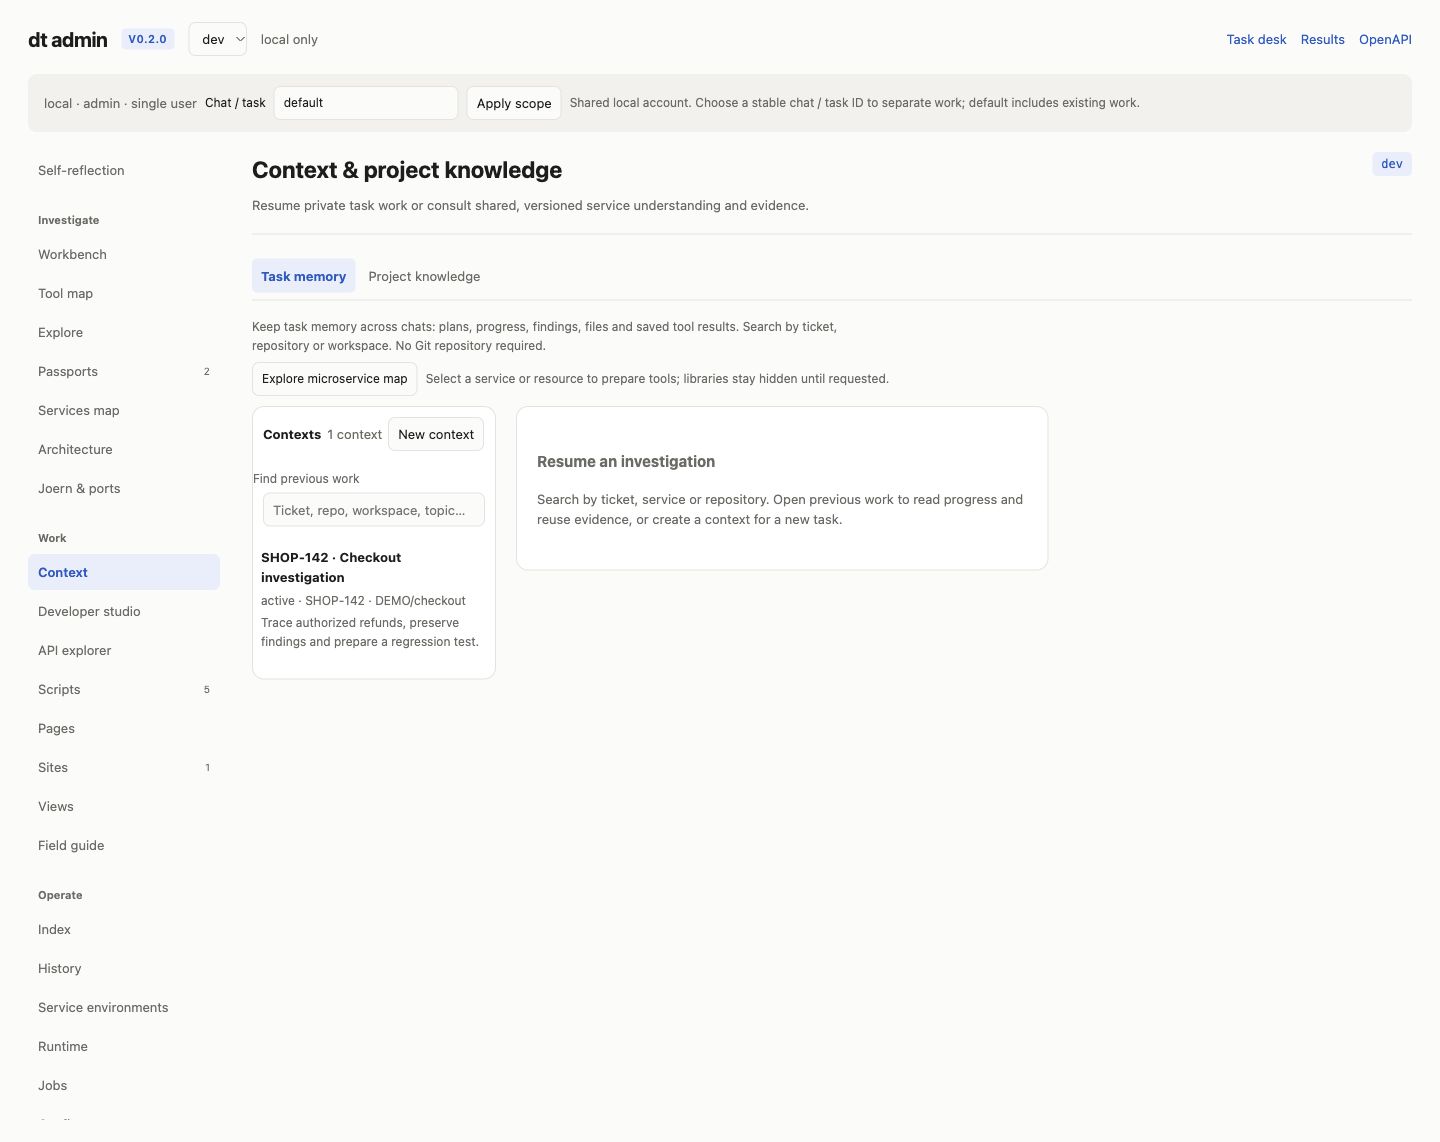 dt admin V0.2.0 dev local only Task desk Results OpenAPI
local · admin · single user Chat / task default Apply scope Shared local account. Choose a stable chat / task ID to separate work; default includes existing work.
Self-reflection
Investigate
Workbench
Tool map
Explore
Passports 2
Services map
Architecture
Joern & ports
Work
Context
Developer studio
API explorer
Scripts 5
Pages
Sites 1
Views
Field guide
Operate
Index
History
Service environments
Runtime
Jobs
Context & project knowledge dev
Resume private task work or consult shared, versioned service understanding and evidence.
Task memory Project knowledge
Keep task memory across chats: plans, progress, findings, files and saved tool results. Search by ticket,
repository or workspace. No Git repository required.
Explore microservice map Select a service or resource to prepare tools; libraries stay hidden until requested.
Contexts 1 context New context
Find previous work
Ticket, repo, workspace, topic...
SHOP-142 · Checkout
investigation
active · SHOP-142 · DEMO/checkout
Trace authorized refunds, preserve
findings and prepare a regression test.
Resume an investigation
Search by ticket, service or repository. Open previous work to read progress and
reuse evidence, or create a context for a new task.